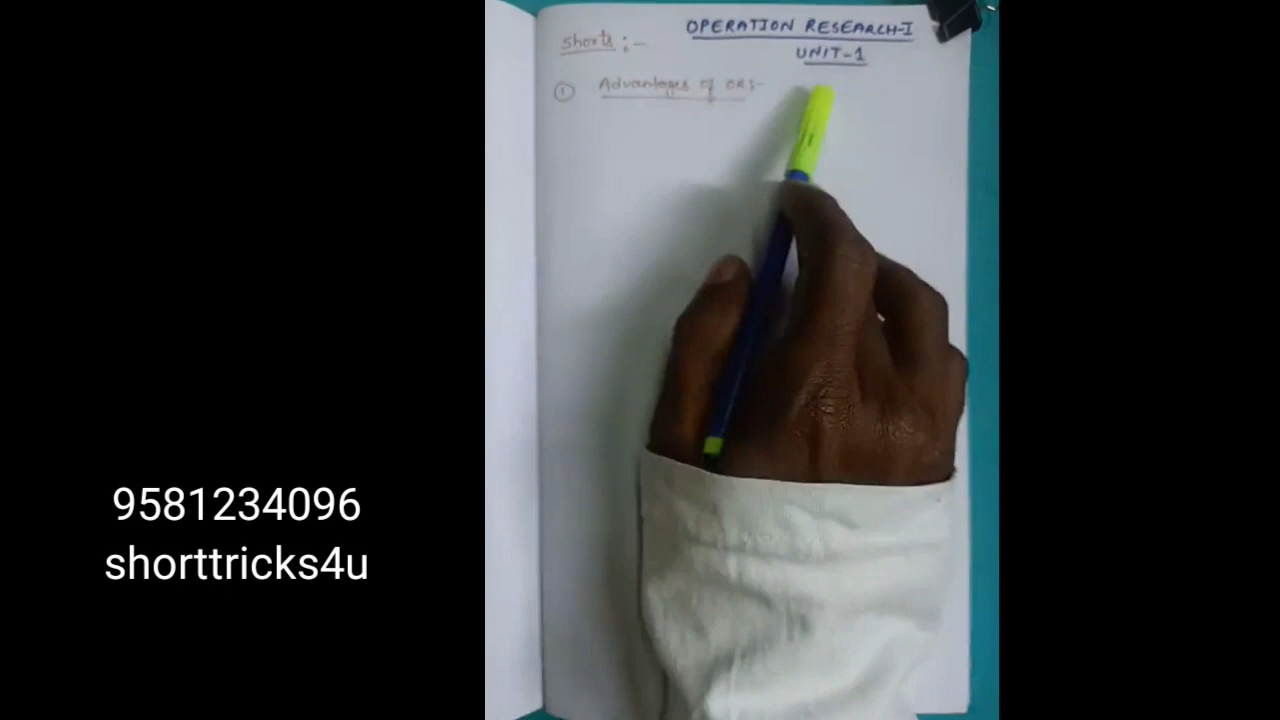 OPERATION RESEARCH-I
UNIT-1
Shorts :-
① Advantages of OR:-
9581234096
shorttricks4u